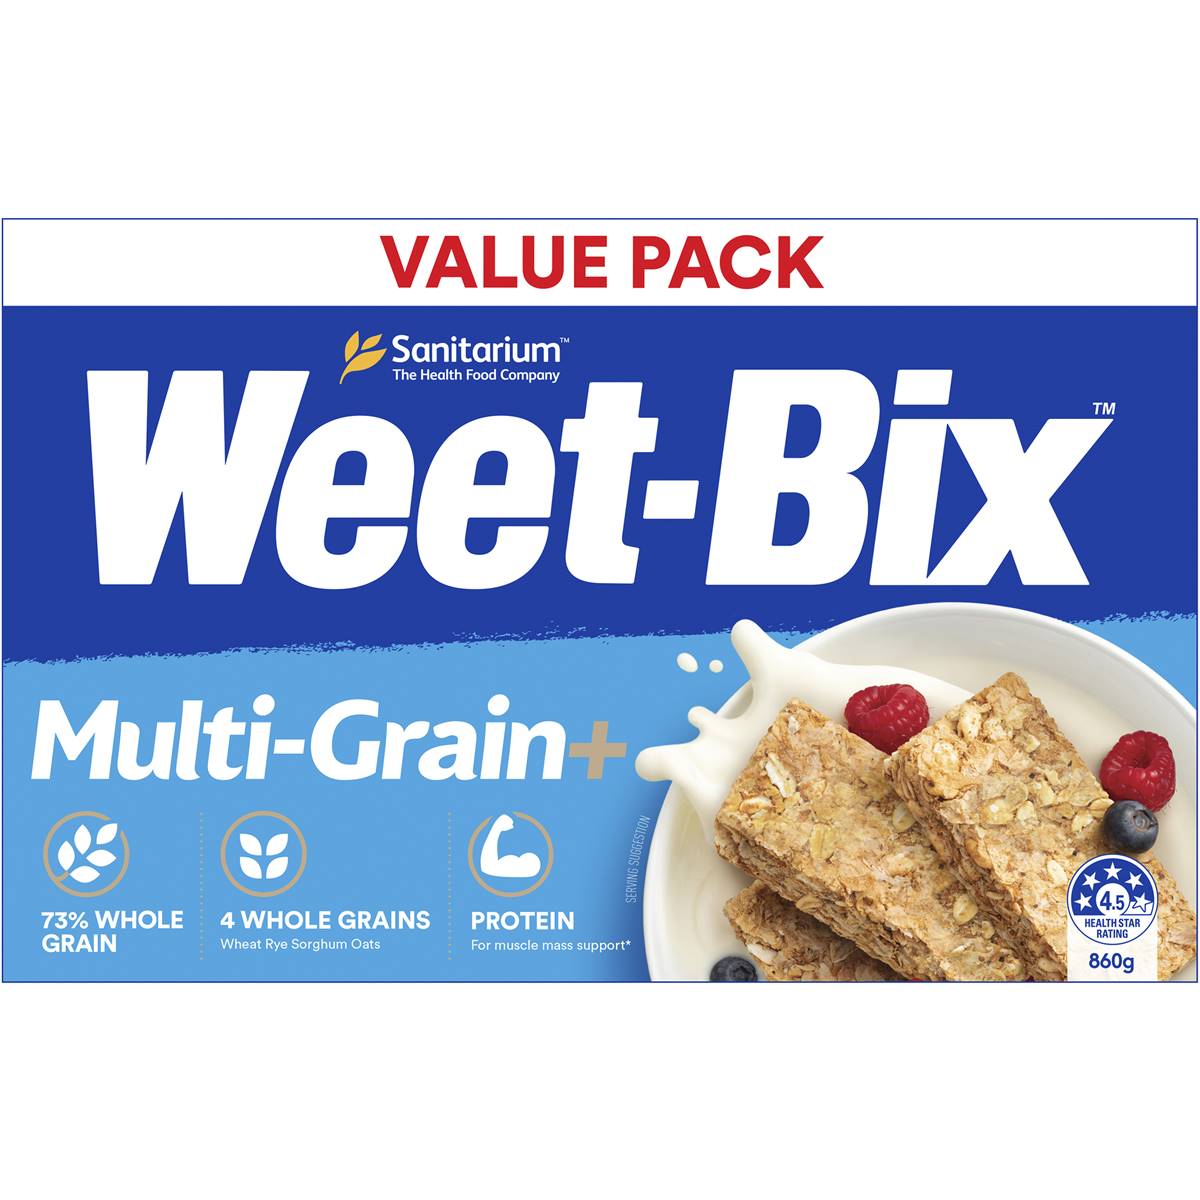 VALUE PACK
Sanitarium™
The Health Food Company
Weet-Bix™
Multi-Grain+
73% WHOLE
GRAIN
4 WHOLE GRAINS
Wheat Rye Sorghum Oats
PROTEIN
For muscle mass support*
SERVING SUGGESTION
4.5
HEALTH STAR
RATING
860g